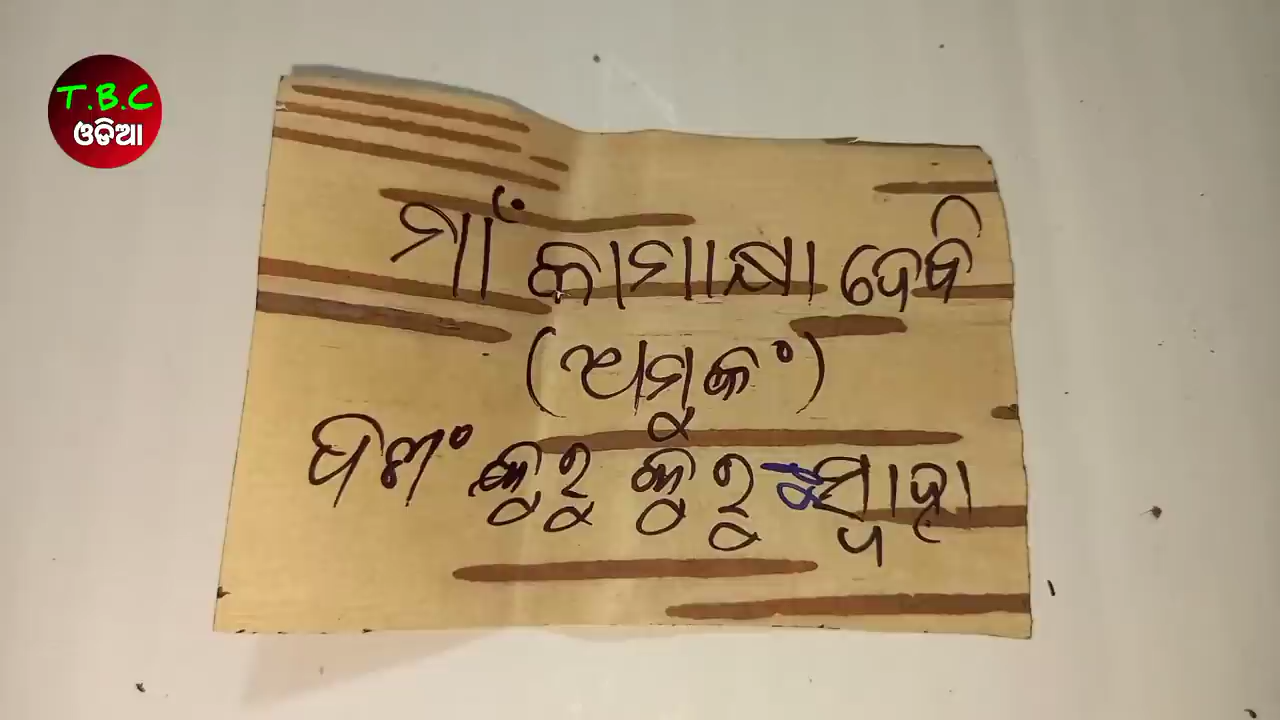 T.B.C
ଓଡିଆ
ମାଁ କାମାକ୍ଷା ଦେବି
(ଅମୁକଂ)
ପିଶଂ କୁରୁ କୁରୁ ସ୍ୱାହା